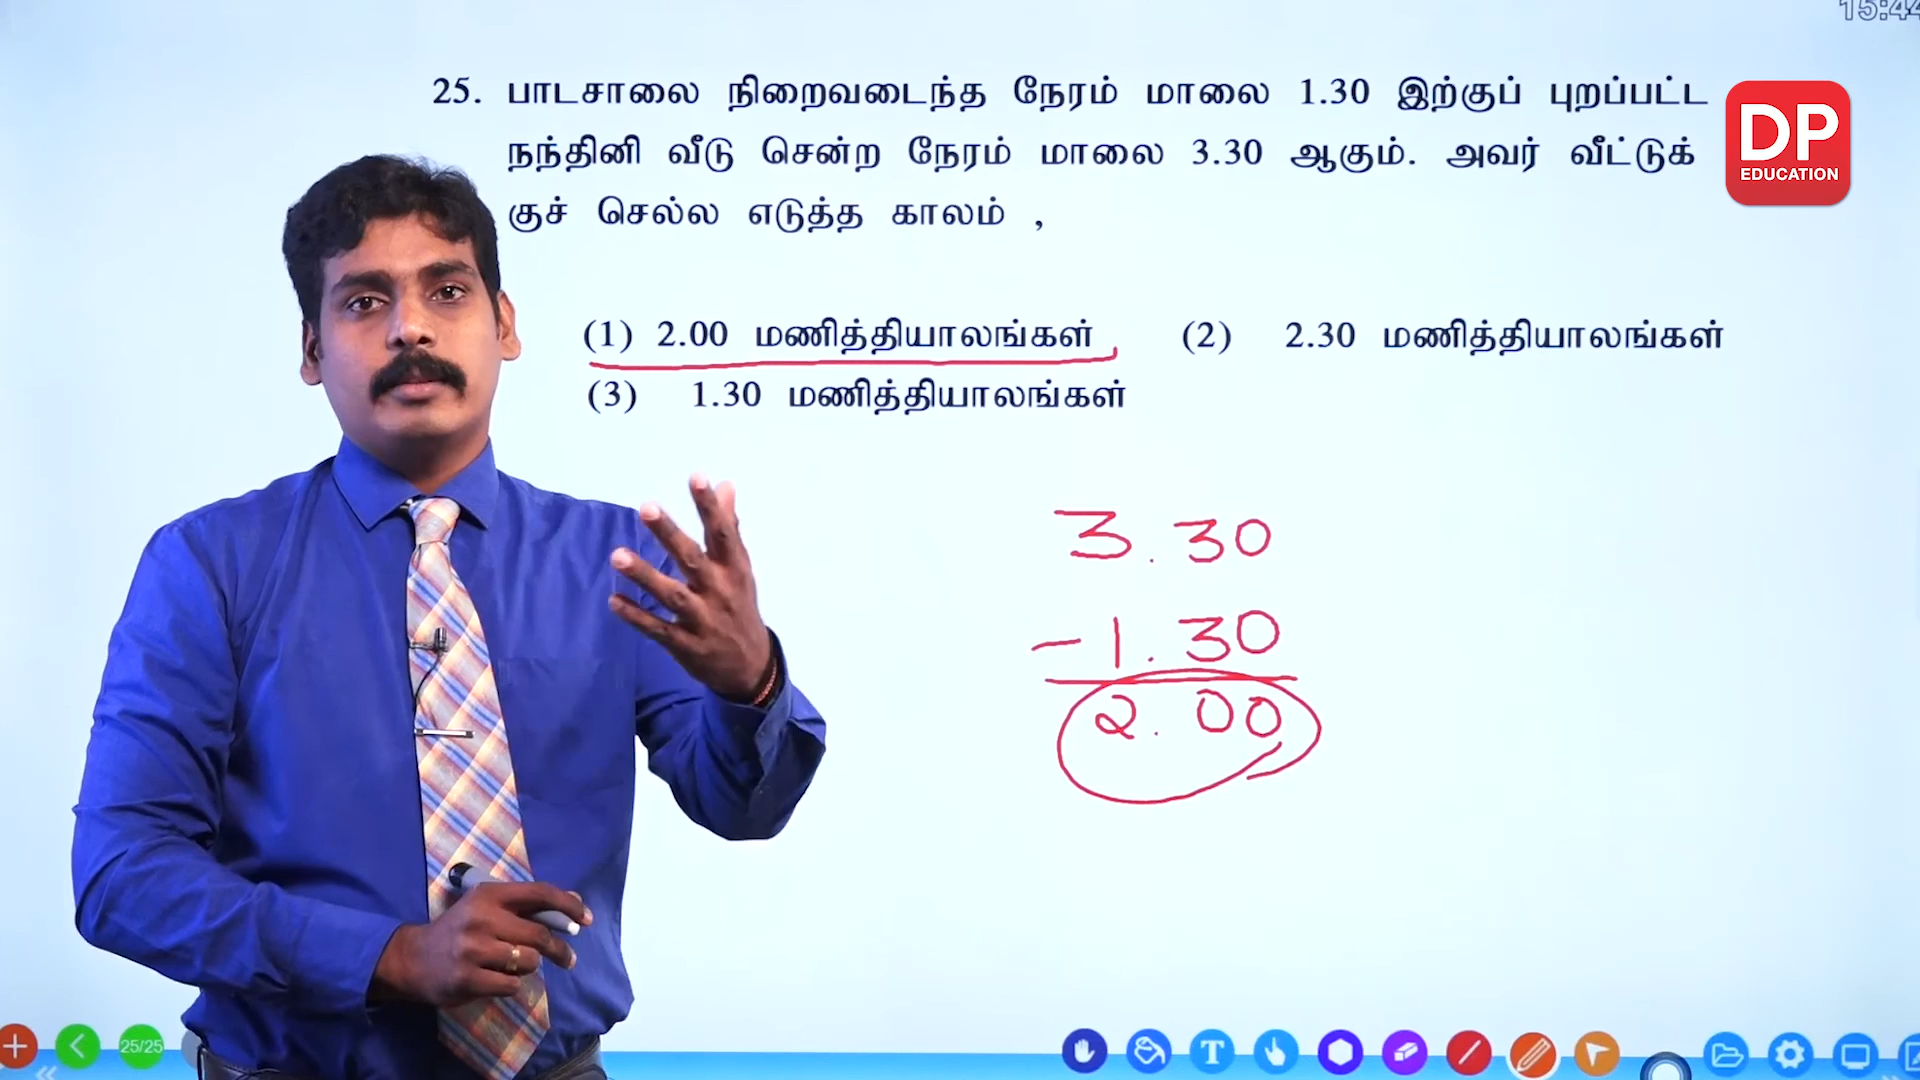 15:44
25. பாடசாலை நிறைவடைந்த நேரம் மாலை 1.30 இற்குப் புறப்பட்ட
நந்தினி வீடு சென்ற நேரம் மாலை 3.30 ஆகும். அவர் வீட்டுக்
குச் செல்ல எடுத்த காலம் ,
DP
EDUCATION
(1) 2.00 மணித்தியாலங்கள் (2) 2.30 மணித்தியாலங்கள்
(3) 1.30 மணித்தியாலங்கள்
3.30
- 1.30
2.00
25/25
T